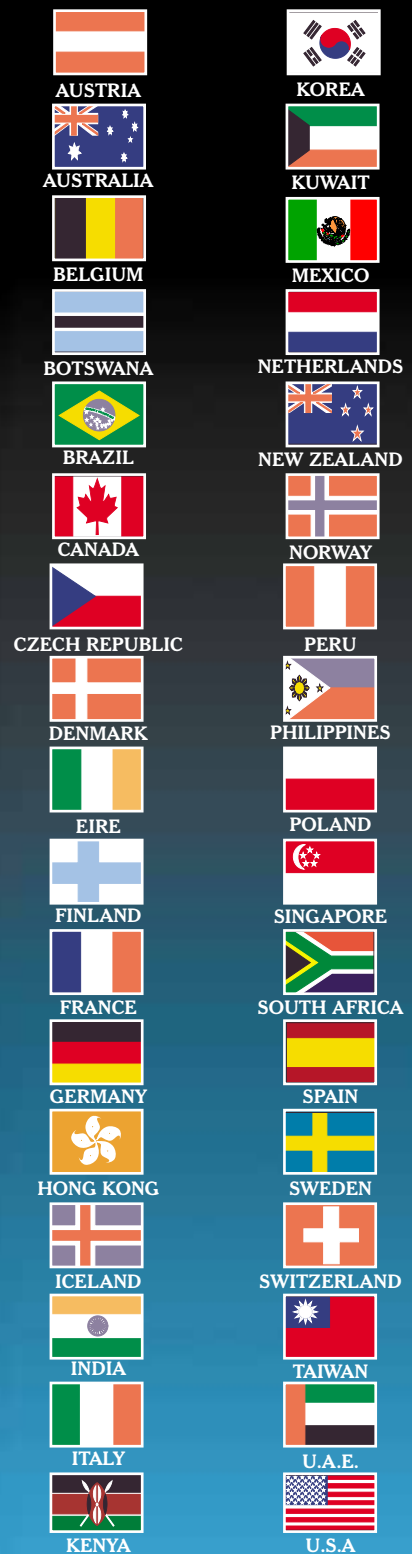 AUSTRIA
AUSTRALIA
BELGIUM
BOTSWANA
BRAZIL
CANADA
CZECH REPUBLIC
DENMARK
EIRE
FINLAND
FRANCE
GERMANY
HONG KONG
ICELAND
INDIA
ITALY
KENYA
KOREA
KUWAIT
MEXICO
NETHERLANDS
NEW ZEALAND
NORWAY
PERU
PHILIPPINES
POLAND
SINGAPORE
SOUTH AFRICA
SPAIN
SWEDEN
SWITZERLAND
TAIWAN
U.A.E.
U.S.A